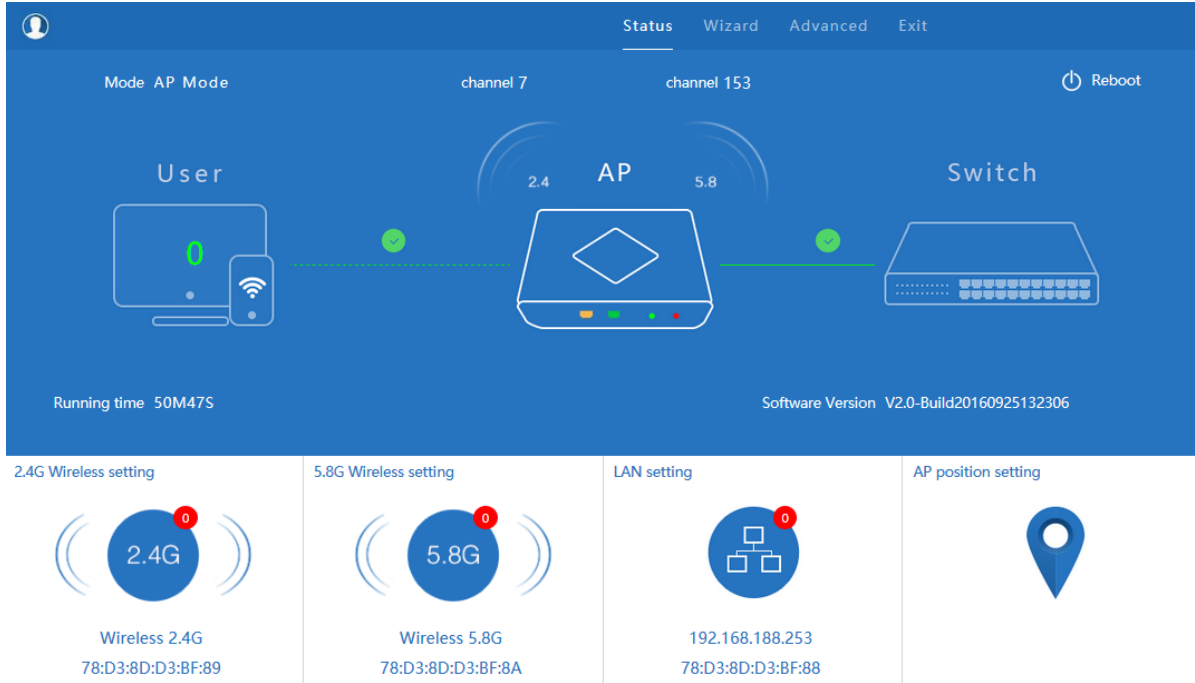 Status Wizard Advanced Exit
Mode AP Mode channel 7 channel 153 Reboot
User 2.4 AP 5.8 Switch
0
Running time 50M47S Software Version V2.0-Build20160925132306
2.4G Wireless setting 5.8G Wireless setting LAN setting AP position setting
0 0 0
2.4G 5.8G
Wireless 2.4G Wireless 5.8G 192.168.188.253
78:D3:8D:D3:BF:89 78:D3:8D:D3:BF:8A 78:D3:8D:D3:BF:88